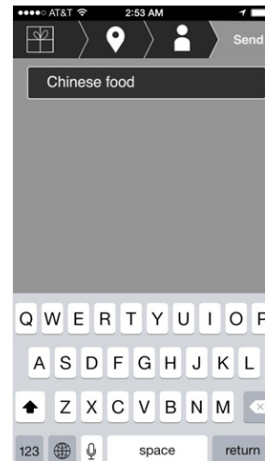 AT&T 2:53 AM
Send
Chinese food
Q W E R T Y U I O P
A S D F G H J K L
Z X C V B N M
123 space return